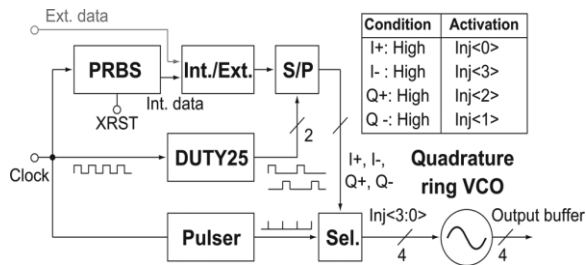 Ext. data
PRBS
Int./Ext.
S/P
Int. data
XRST
2
Clock
DUTY25
I+, I-,
Q+, Q-
Pulser
Sel.
Inj<3:0>
4
Quadrature
ring VCO
Output buffer
4
Condition Activation
I+: High Inj<0>
I- : High Inj<3>
Q+: High Inj<2>
Q -: High Inj<1>